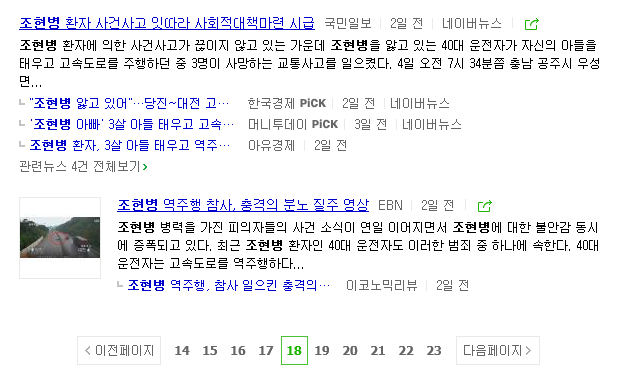 조현병 환자 사건사고 잇따라 사회적대책마련 시급 국민일보 2일 전 네이버뉴스
조현병 환자에 의한 사건사고가 끊이지 않고 있는 가운데 조현병을 앓고 있는 40대 운전자가 자신의 아들을
태우고 고속도로를 주행하던 중 3명이 사망하는 교통사고를 일으켰다. 4일 오전 7시 34분쯤 충남 공주시 우성
면...
"조현병 앓고 있어"…당진~대전 고… 한국경제 PiCK 2일 전 네이버뉴스
'조현병 아빠' 3살 아들 태우고 고속… 머니투데이 PiCK 3일 전 네이버뉴스
조현병 환자, 3살 아들 태우고 역주… 아유경제 2일 전
관련뉴스 4건 전체보기
조현병 역주행 참사, 충격의 분노 질주 영상 EBN 2일 전
조현병 병력을 가진 피의자들의 사건 소식이 연일 이어지면서 조현병에 대한 불안감 동시
에 증폭되고 있다. 최근 조현병 환자인 40대 운전자도 이러한 범죄 중 하나에 속한다. 40대
운전자는 고속도로를 역주행하다...
조현병 역주행, 참사 일으킨 충격의… 이코노믹리뷰 2일 전
이전페이지 14 15 16 17 18 19 20 21 22 23 다음페이지